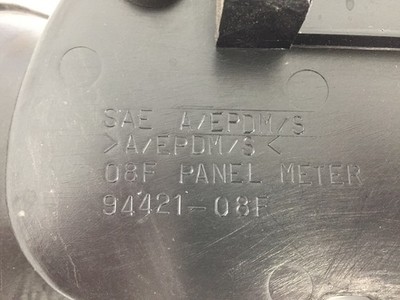 SAE A/EPDM/S
>A/EPDM/S<
08F PANEL METER
94421-08F